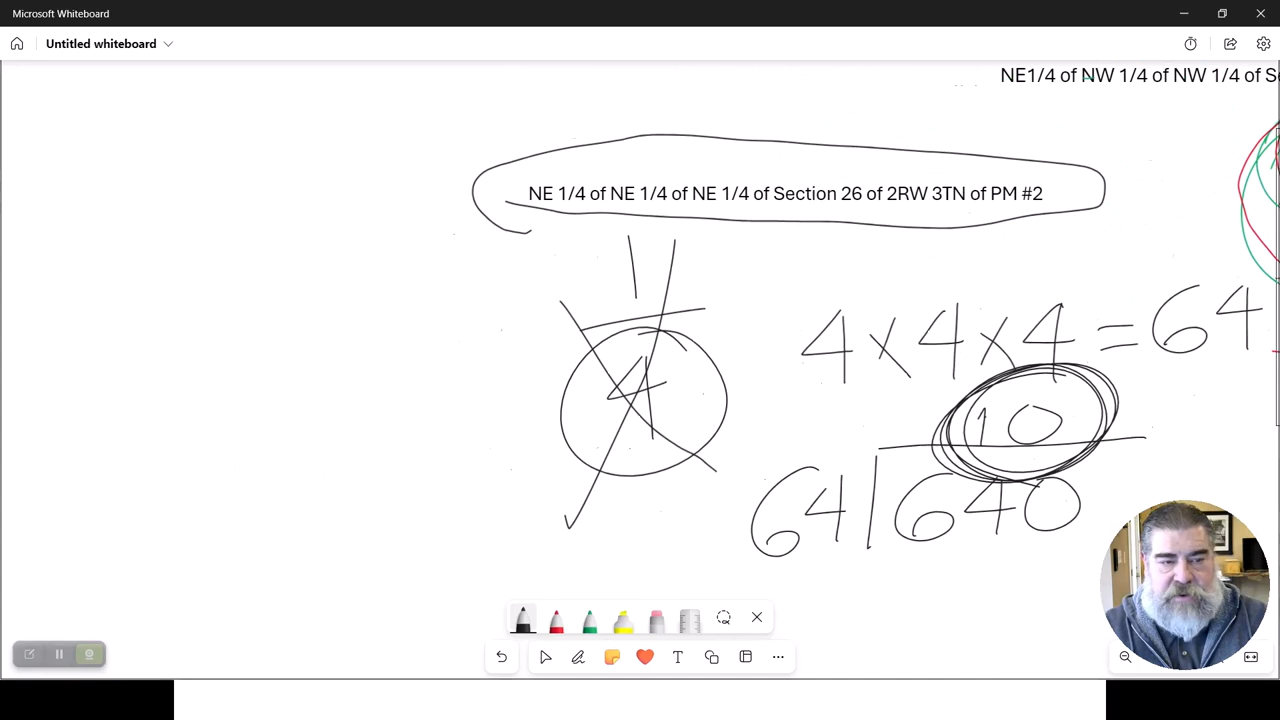 Microsoft Whiteboard
Untitled whiteboard
NE1/4 of NW 1/4 of NW 1/4 of S
NE 1/4 of NE 1/4 of NE 1/4 of Section 26 of 2RW 3TN of PM #2
1
4
4 x 4 x 4 = 64
10
64 640
T